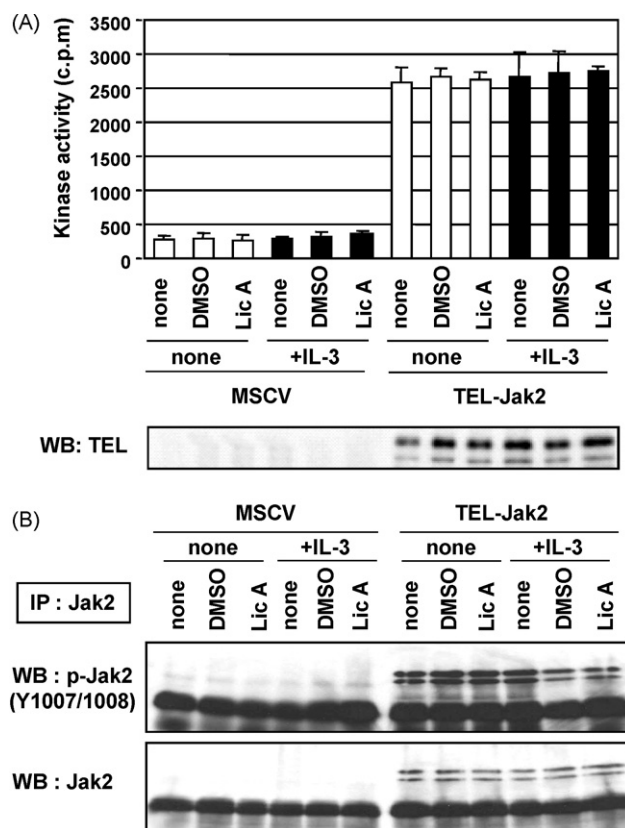 (A)
Kinase activity (c.p.m)
3500
3000
2500
2000
1500
1000
500
0
none DMSO Lic A none DMSO Lic A none DMSO Lic A none DMSO Lic A
none +IL-3 none +IL-3
MSCV TEL-Jak2
WB: TEL
(B)
MSCV TEL-Jak2
none +IL-3 none +IL-3
IP : Jak2
none DMSO Lic A none DMSO Lic A none DMSO Lic A none DMSO Lic A
WB : p-Jak2
(Y1007/1008)
WB : Jak2